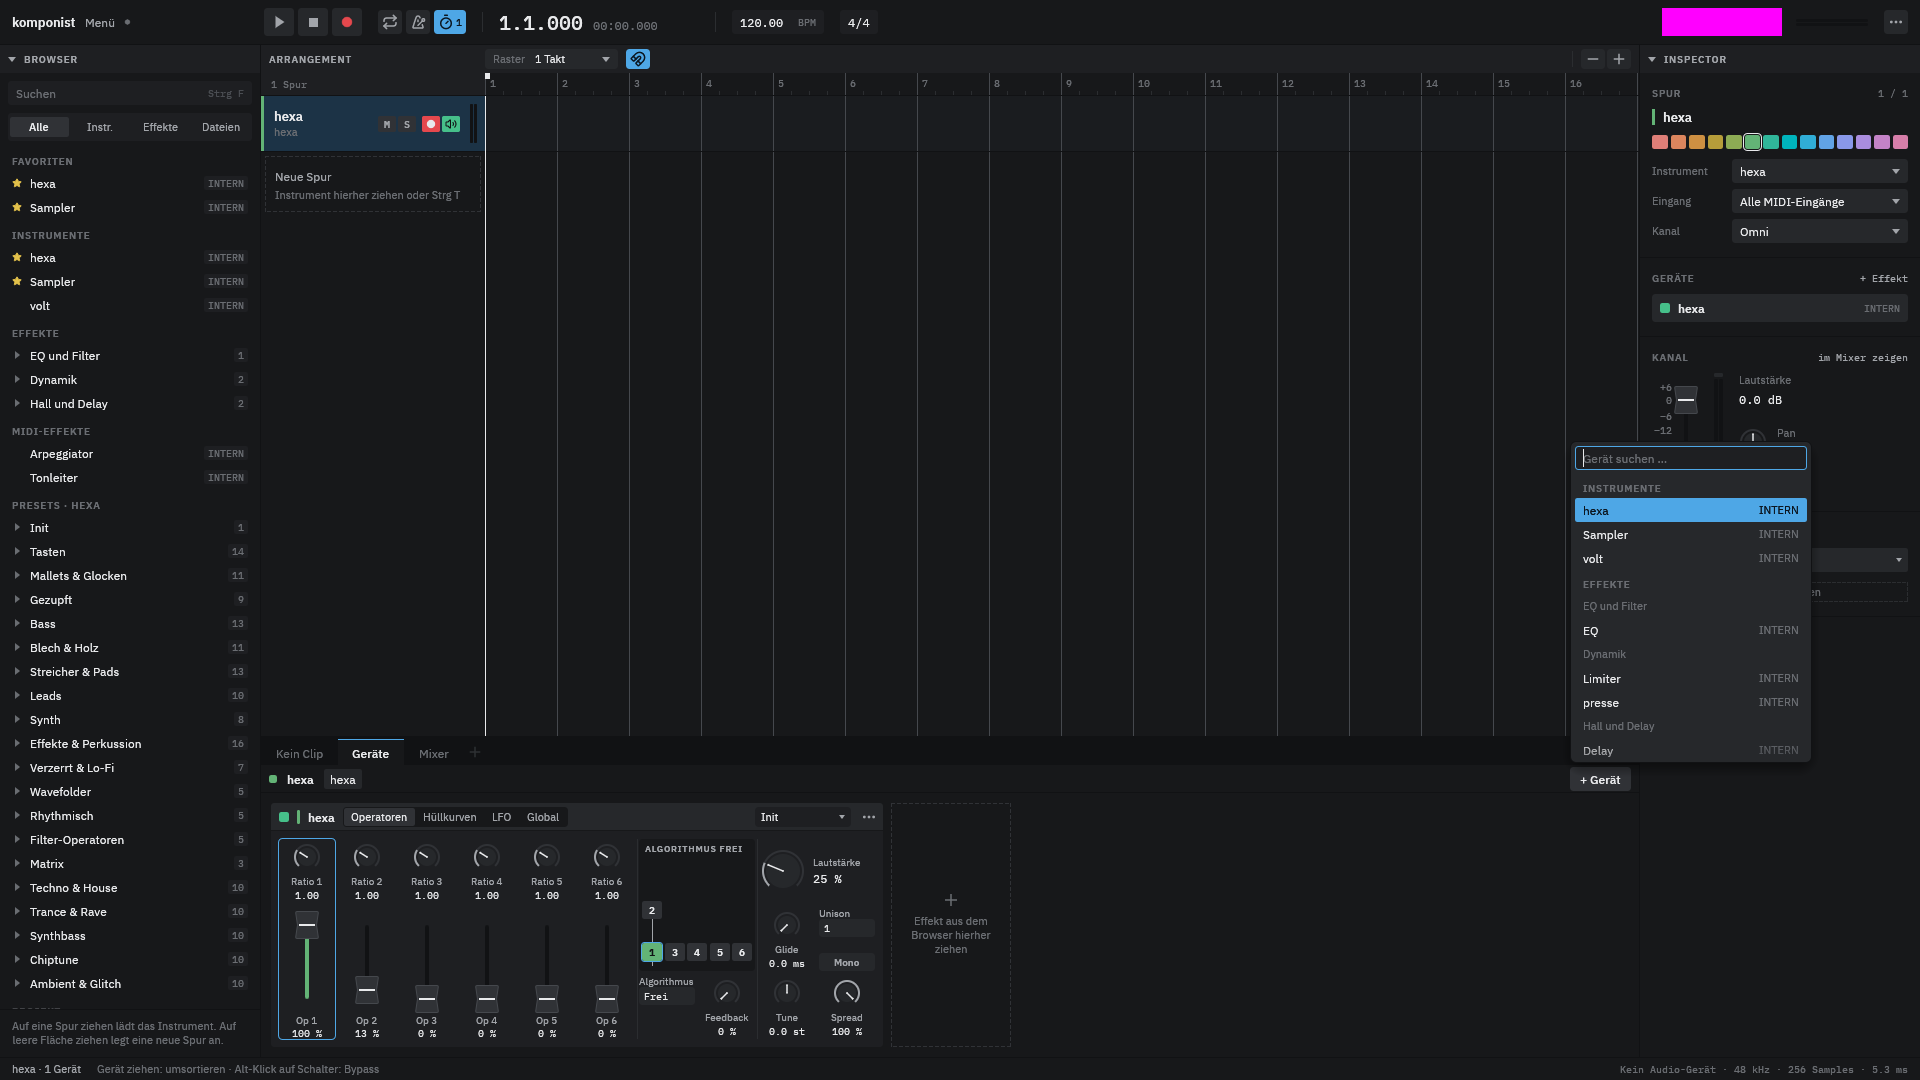 komponist Menü
1
1.1.000 00:00.000
120.00 BPM
4/4
BROWSER
Suchen Strg F
Alle Instr. Effekte Dateien
FAVORITEN
hexa INTERN
Sampler INTERN
INSTRUMENTE
hexa INTERN
Sampler INTERN
volt INTERN
EFFEKTE
EQ und Filter 1
Dynamik 2
Hall und Delay 2
MIDI-EFFEKTE
Arpeggiator INTERN
Tonleiter INTERN
PRESETS · HEXA
Init 1
Tasten 14
Mallets & Glocken 11
Gezupft 9
Bass 8
Blech & Holz 11
Streicher & Pads 13
Leads 10
Synth 8
Effekte & Perkussion 16
Verzerrt & Lo-Fi 7
Wavefolder 5
Rhythmisch 5
Filter-Operatoren 5
Matrix 3
Techno & House 10
Trance & Rave 10
Synthbass 10
Chiptune 10
Ambient & Glitch 10
Auf eine Spur ziehen lädt das Instrument. Auf
leere Fläche ziehen legt eine neue Spur an.
ARRANGEMENT
Raster 1 Takt
1 Spur
1 2 3 4 5 6 7 8 9 10 11 12 13 14 15 16
hexa
hexa
M S
Neue Spur
Instrument hierher ziehen oder Strg T
Kein Clip Geräte Mixer
hexa hexa
+ Gerät
hexa Operatoren Hüllkurven LFO Global Init
Ratio 1 Ratio 2 Ratio 3 Ratio 4 Ratio 5 Ratio 6
1.00 1.00 1.00 1.00 1.00 1.00
Op 1 Op 2 Op 3 Op 4 Op 5 Op 6
100 % 13 % 0 % 0 % 0 % 0 %
ALGORITHMUS FREI
2
1 3 4 5 6
Algorithmus
Frei
Feedback
0 %
Lautstärke
25 %
Glide
0.0 ms
Unison
1
Mono
Tune
0.0 st
Spread
100 %
Effekt aus dem
Browser hierher
ziehen
INSPECTOR
SPUR 1 / 1
hexa
Instrument hexa
Eingang Alle MIDI-Eingänge
Kanal Omni
GERÄTE + Effekt
hexa INTERN
KANAL im Mixer zeigen
+6
0
−6
−12
Lautstärke
0.0 dB
Pan
Gerät suchen ...
INSTRUMENTE
hexa INTERN
Sampler INTERN
volt INTERN
EFFEKTE
EQ und Filter
EQ INTERN
Dynamik
Limiter INTERN
presse INTERN
Hall und Delay
Delay INTERN
hexa · 1 Gerät Gerät ziehen: umsortieren · Alt-Klick auf Schalter: Bypass
Kein Audio-Gerät · 48 kHz · 256 Samples · 5.3 ms